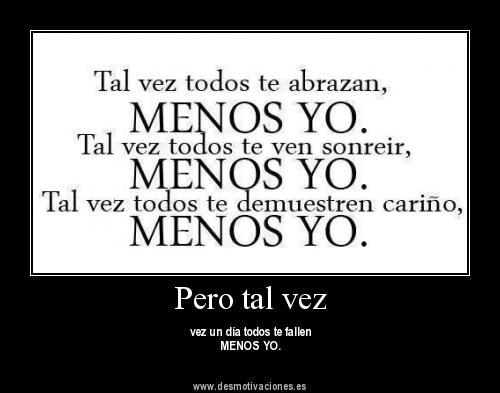 Tal vez todos te abrazan,
MENOS YO.
Tal vez todos te ven sonreir,
MENOS YO.
Tal vez todos te demuestren cariño,
MENOS YO.
Pero tal vez
vez un día todos te fallen
MENOS YO.
www.desmotivaciones.es